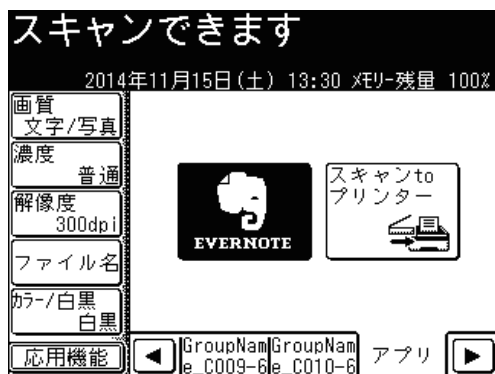 スキャンできます
2014年11月15日(土) 13:30 ﾒﾓﾘｰ残量 100%
画質
文字/写真
濃度
普通
解像度
300dpi
ファイル名
ｶﾗｰ/白黒
白黒
応用機能
EVERNOTE
スキャンto
プリンター
GroupNam
e_C009-6
GroupNam
e_C010-6
アプリ